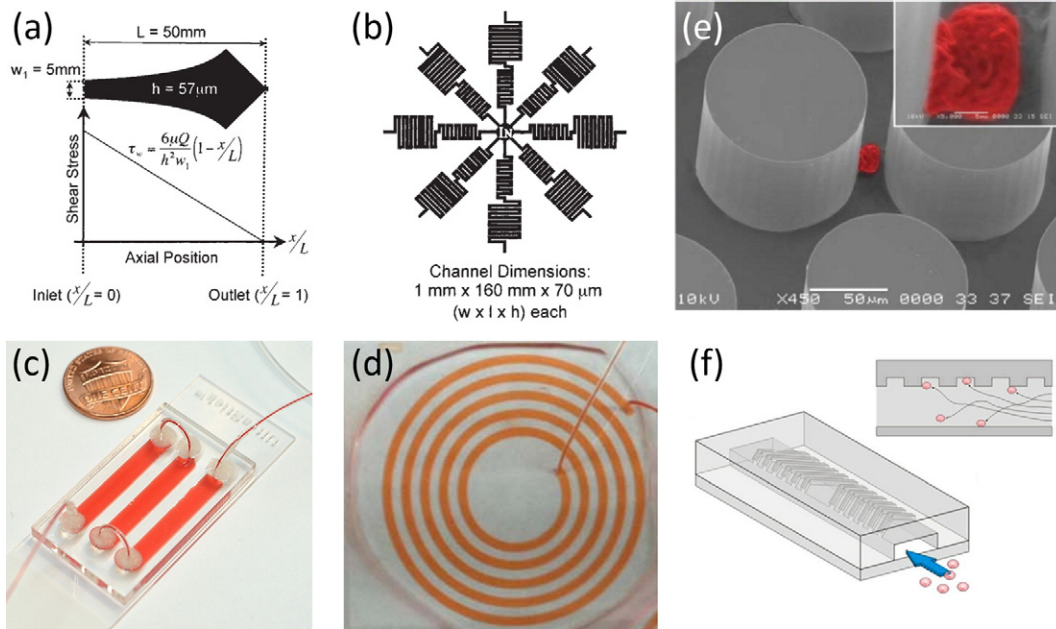 (a)
L = 50mm
w₁ = 5mm
h = 57μm
Shear Stress
τ_w = 6μQ/h²w₁ (1 - x/L)
x/L
Axial Position
Inlet (x/L = 0)
Outlet (x/L = 1)
(b)
IN
Channel Dimensions:
1 mm x 160 mm x 70 μm
(w x l x h) each
(e)
10kV X450 50μm 0000 33 37 SEI
(c)
(d)
(f)